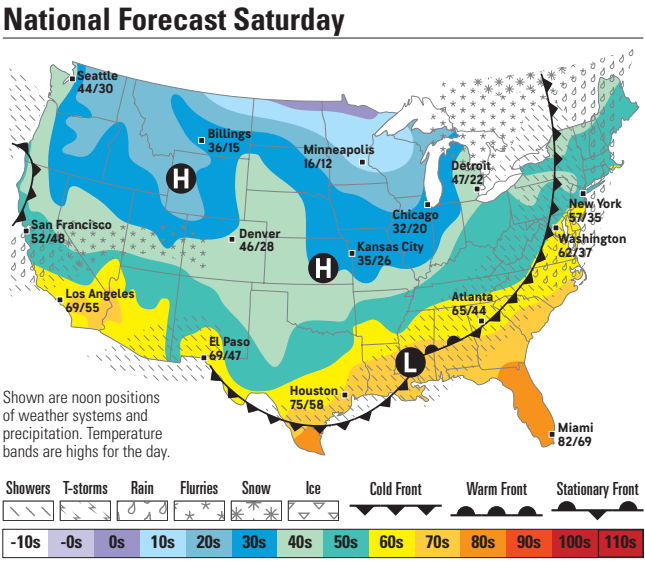 National Forecast Saturday
Seattle
44/30
Billings
36/15
Minneapolis
16/12
Detroit
47/22
H
Chicago
32/20
New York
57/35
San Francisco
52/48
Denver
46/28
Kansas City
35/26
Washington
62/37
H
Los Angeles
69/55
Atlanta
65/44
El Paso
69/47
L
Houston
75/58
Miami
82/69
Shown are noon positions
of weather systems and
precipitation. Temperature
bands are highs for the day.
Showers T-storms Rain Flurries Snow Ice Cold Front Warm Front Stationary Front
-10s -0s 0s 10s 20s 30s 40s 50s 60s 70s 80s 90s 100s 110s